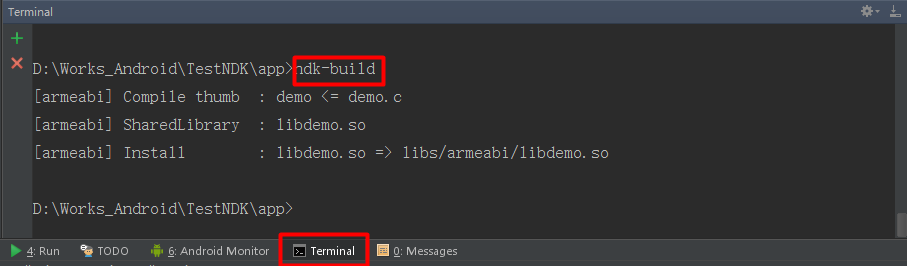 Terminal
D:\Works_Android\TestNDK\app>ndk-build
[armeabi] Compile thumb  : demo <= demo.c
[armeabi] SharedLibrary  : libdemo.so
[armeabi] Install        : libdemo.so => libs/armeabi/libdemo.so
D:\Works_Android\TestNDK\app>
4: Run TODO 6: Android Monitor Terminal 0: Messages